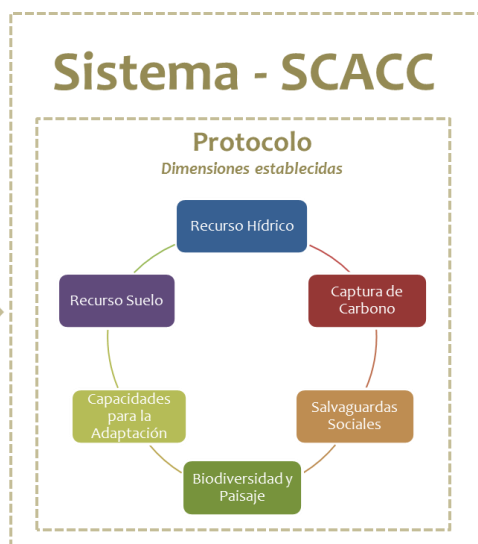 Sistema - SCACC
Protocolo
Dimensiones establecidas
Recurso Hídrico
Captura de
Carbono
Salvaguardas
Sociales
Biodiversidad y
Paisaje
Capacidades
para la
Adaptación
Recurso Suelo